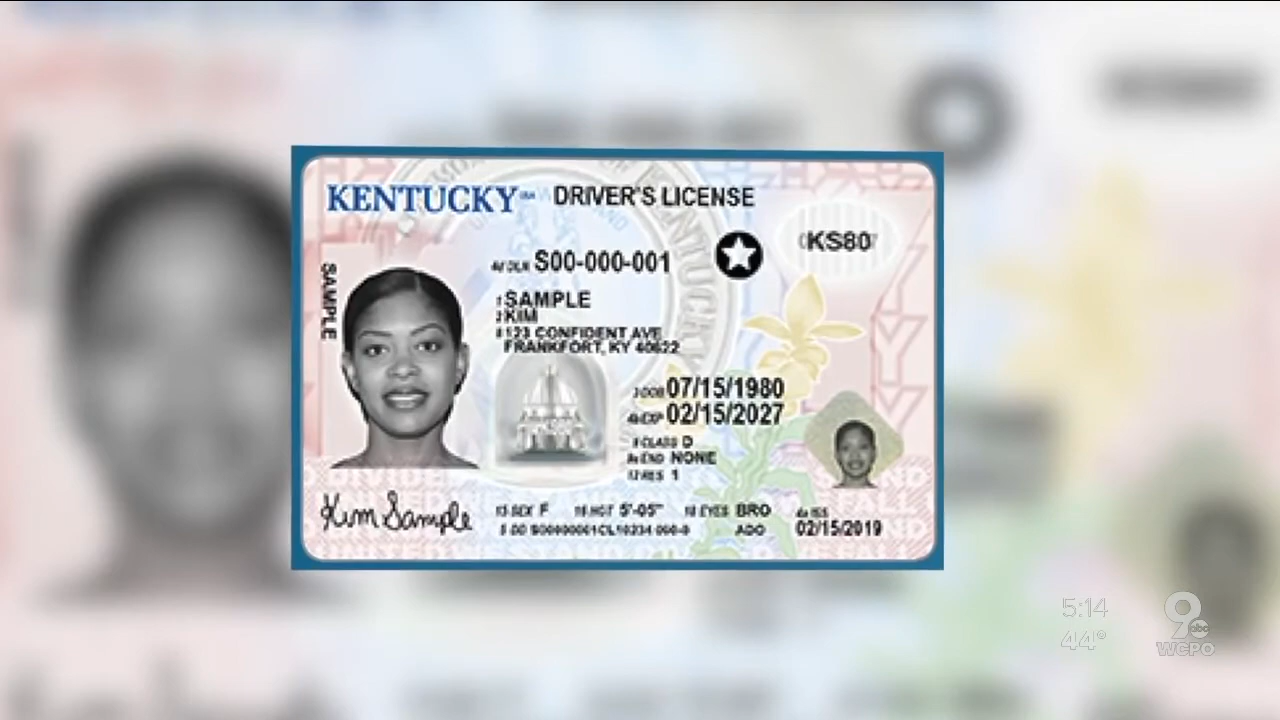 KENTUCKY USA DRIVER'S LICENSE
KS80
4d DLN S00-000-001
SAMPLE
1 SAMPLE
2 KIM
8 123 CONFIDENT AVE
FRANKFORT, KY 40622
KENTUCKY
3 DOB 07/15/1980
4b EXP 02/15/2027
9 CLASS D
9a END NONE
12 RES 1
Kim Sample
15 SEX F 16 HGT 5'-05" 18 EYES BRO 4a ISS
ADO 02/15/2019
5:14
44°
9 abc
WCPO